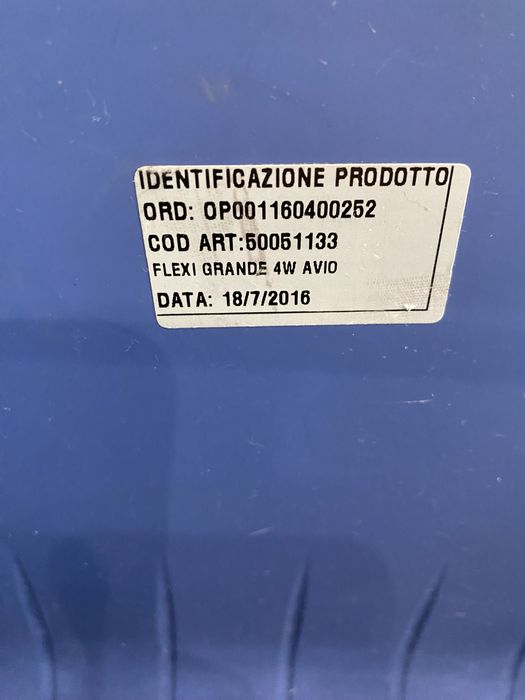 IDENTIFICAZIONE PRODOTTO
ORD: OP001160400252
COD ART:50051133
FLEXI GRANDE 4W AVIO
DATA: 18/7/2016